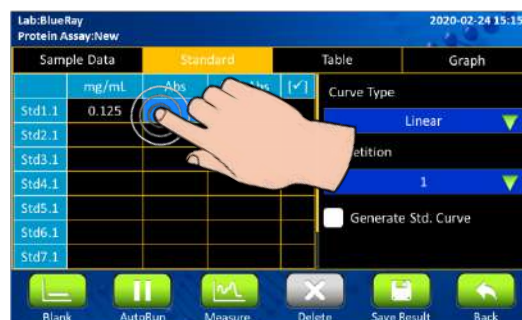 Lab:BlueRay
2020-02-24 15:15
Protein Assay:New
Sample Data
Standard
Table
Graph
mg/mL
Abs
Abs
[✓]
Curve Type
Std1.1
0.125
Linear
Std2.1
Std3.1
etition
Std4.1
1
Std5.1
Generate Std. Curve
Std6.1
Std7.1
Blank
AutoRun
Measure
Delete
Save Result
Back